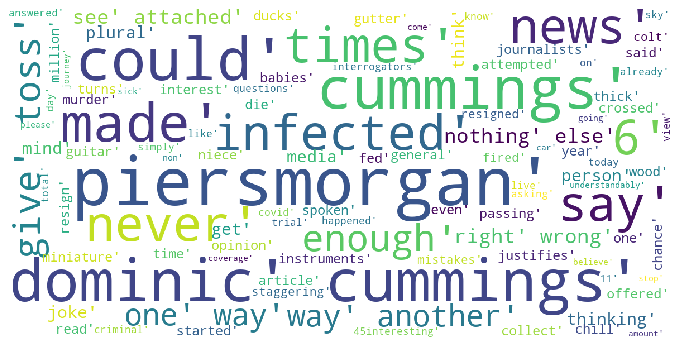 answered' ducks' gutter' know' sky'
see' attached' think' news' colt'
plural' could' times' journalists' said'
toss' million' turns' interest' babies' interrogators' come' attempted' on' already'
day' questions' cummings' thick' crossed'
journey' sick' murder' die' resigned'
please' made' infected' nothing' else' 6' going' view'
like' mind' guitar' simply' niece' media' fed' general' fired' year' car' today'
give' total' resign' non' piersmorgan' live' person' wood' say'
asking' understandably'
never' get' covid' spoken' even' passing' one'
trial' happened' enough' right' wrong' chance'
miniature' time' opinion' instruments' mistakes' justifies'
dominic' cummings' coverage' article' believe' 11' stop'
staggering' offered'
joke' one' way' way' another' thinking' amount'
read' criminal' started' 45interesting' collect' chill'